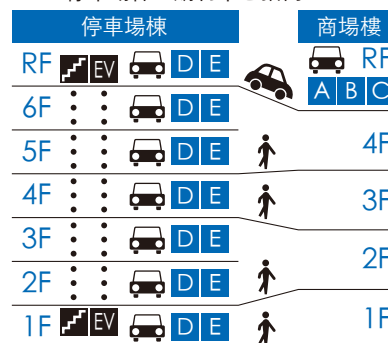 停車場棟
RF EV D E
6F D E
5F D E
4F D E
3F D E
2F D E
1F EV D E
商場樓
RF
A B C
4F
3F
2F
1F